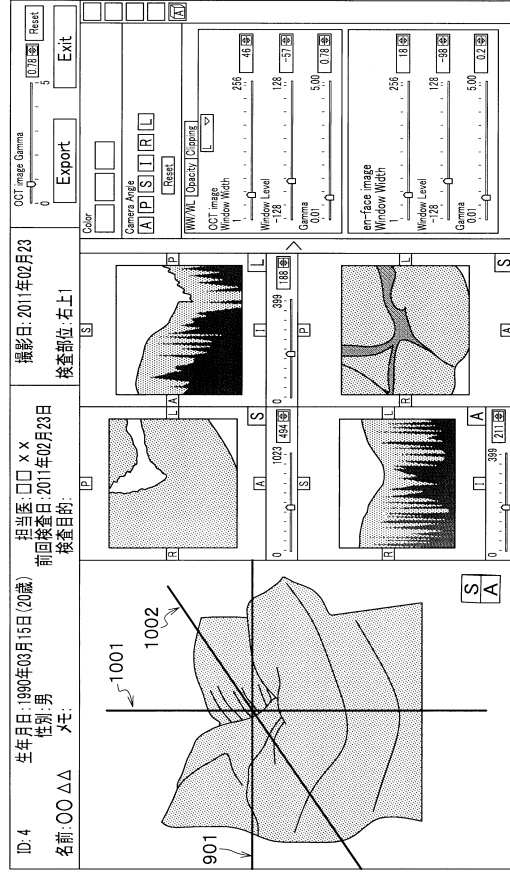 ID: 4
生年月日: 1990年03月15日(20歳)
担当医: □□ ××
撮影日: 2011年02月23
名前: 〇〇 △△
性別: 男
前回検査日: 2011年02月23日
検査部位: 右上1
メモ:
検査目的:
OCT image Gamma
0
5
0.78
Reset
Export
Exit
1001
1002
901
S
A
P
R
L
A
S
0
1023
494
S
A
P
I
L
0
399
188
S
R
L
I
A
0
399
211
P
R
L
A
S
Color
Camera Angle
A P S I R L
Reset
WW/WL Opacity Clipping
L
OCT image
Window Width
1
256
46
Window Level
-128
128
-57
Gamma
0.01
5.00
0.78
en-face image
Window Width
1
256
18
Window Level
-128
128
-98
Gamma
0.01
5.00
0.2
A